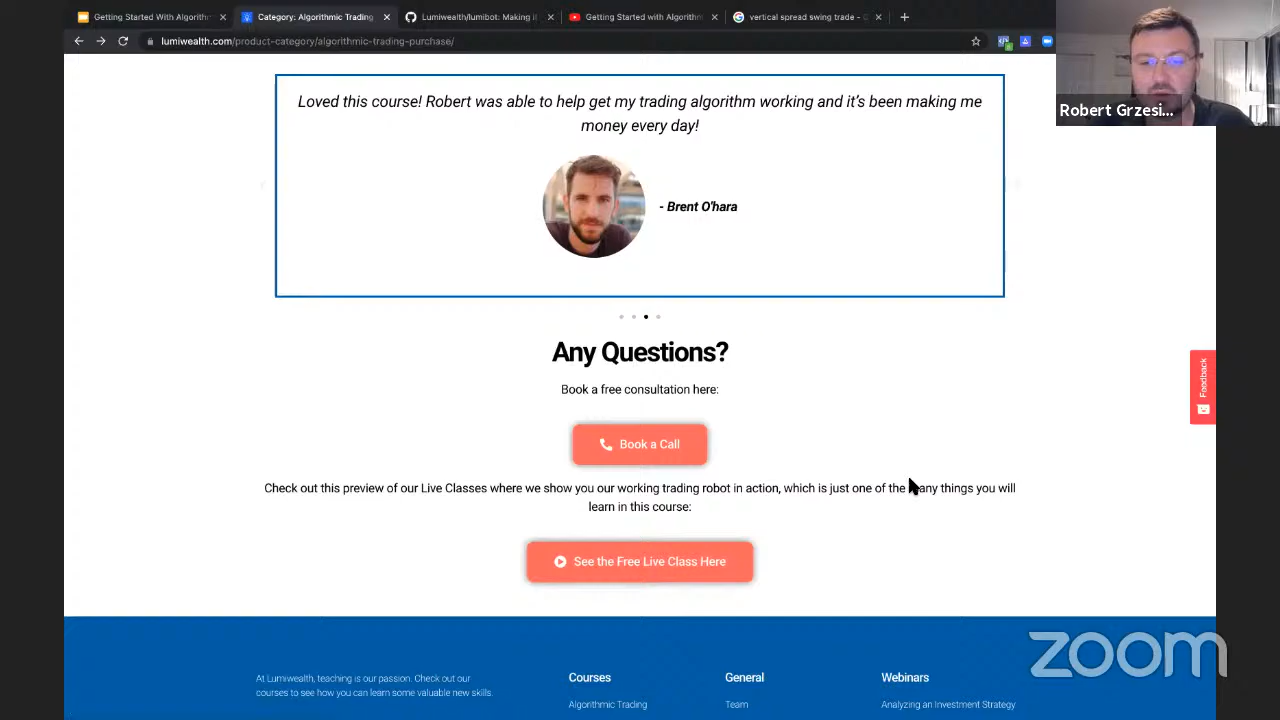 Getting Started With Algorithm
Category: Algorithmic Trading
Lumiwealth/lumibot: Making it
Getting Started with Algorithm
vertical spread swing trade - G
lumiwealth.com/product-category/algorithmic-trading-purchase/
Robert Grzesi...
Loved this course! Robert was able to help get my trading algorithm working and it's been making me
money every day!
- Brent O'hara
Any Questions?
Book a free consultation here:
Feedback
Book a Call
Check out this preview of our Live Classes where we show you our working trading robot in action, which is just one of the many things you will
learn in this course:
See the Free Live Class Here
zoom
At Lumiwealth, teaching is our passion. Check out our
courses to see how you can learn some valuable new skills.
Courses
General
Webinars
Algorithmic Trading
Team
Analyzing an Investment Strategy